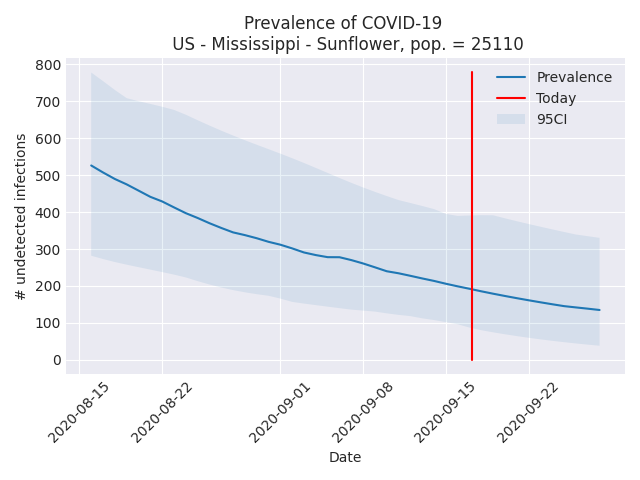 Prevalence of COVID-19
US - Mississippi - Sunflower, pop. = 25110
Prevalence
Today
95CI
# undetected infections
800
700
600
500
400
300
200
100
0
2020-08-15
2020-08-22
2020-09-01
2020-09-08
2020-09-15
2020-09-22
Date